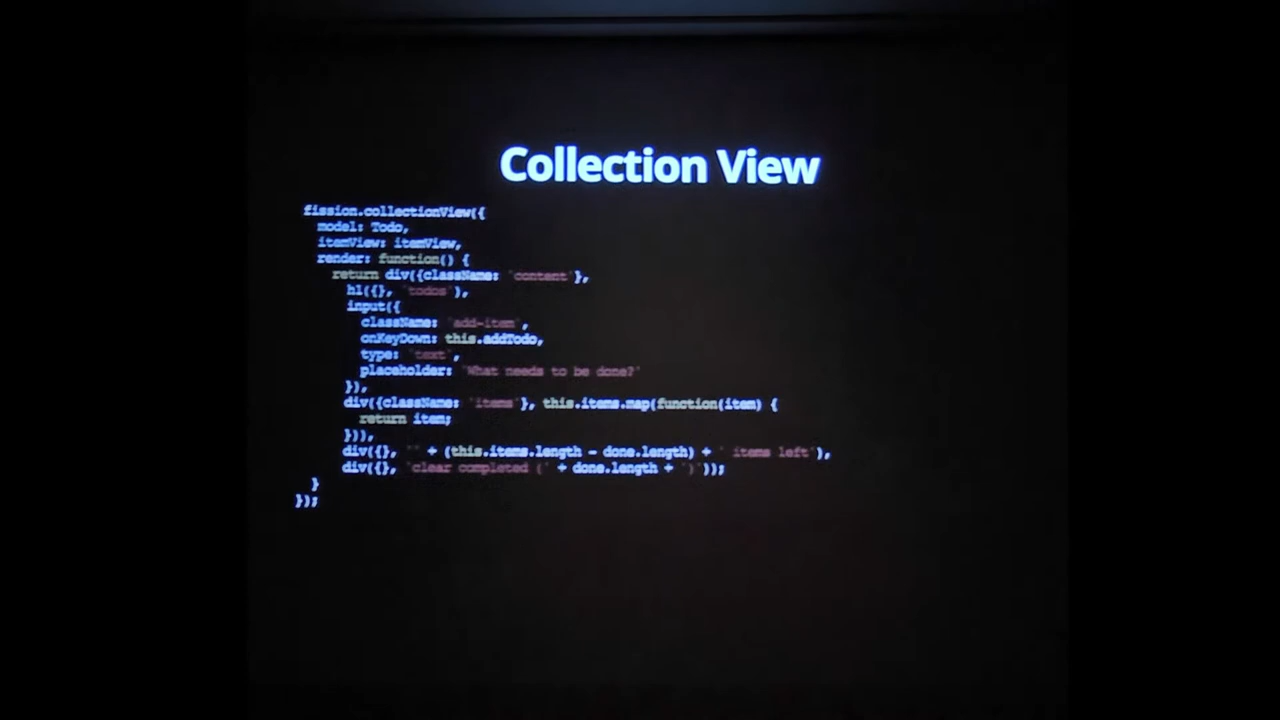 Collection View
fission.collectionView({
model: Todo,
itemView: itemView,
render: function() {
return div({className: 'content'},
h1({}, 'todos'),
input({
className: 'add-item',
onKeyDown: this.addTodo,
type: 'text',
placeholder: 'What needs to be done?'
}),
div({className: 'items'}, this.items.map(function(item) {
return item;
})),
div({}, '' + (this.items.length - done.length) + ' items left'),
div({}, 'clear completed (' + done.length + ')'));
}
});